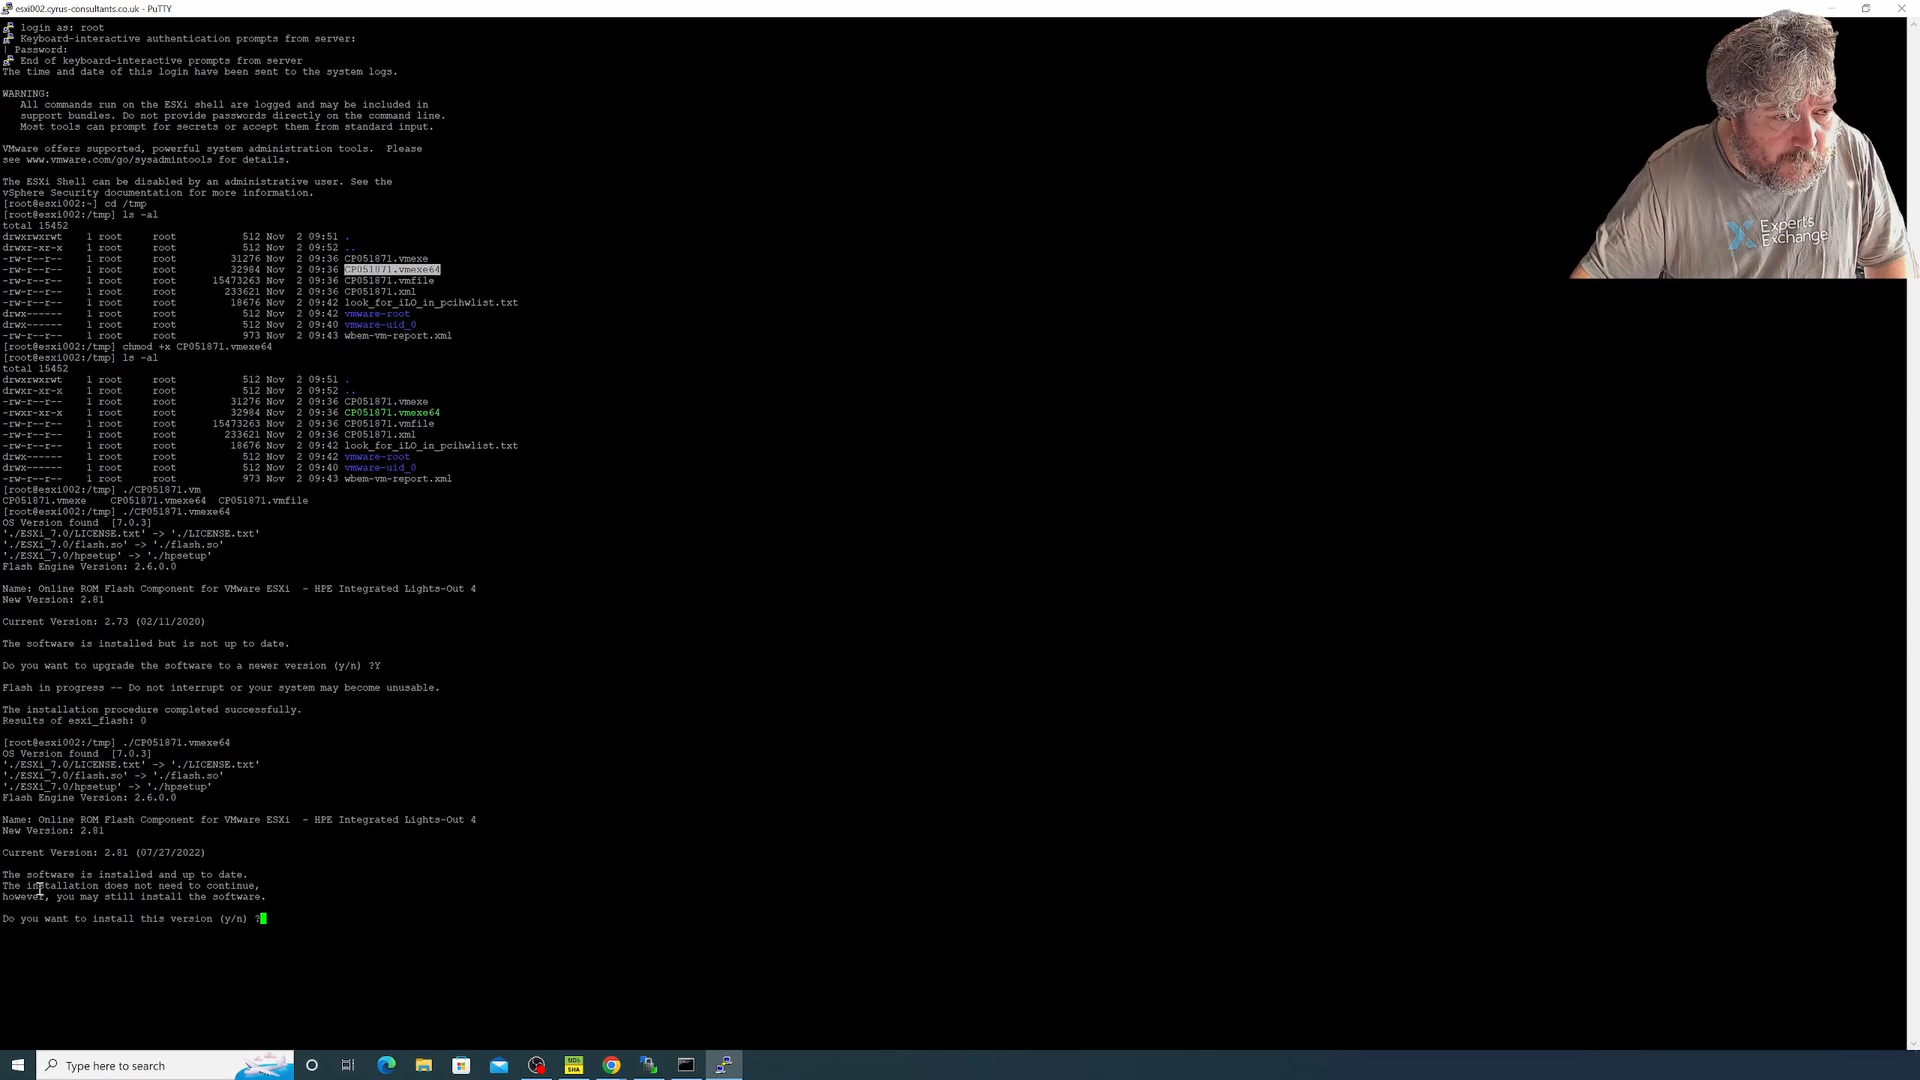 esxi002.cyrus-consultants.co.uk - PuTTY
login as: root
Keyboard-interactive authentication prompts from server:
| Password:
End of keyboard-interactive prompts from server
The time and date of this login have been sent to the system logs.
WARNING:
All commands run on the ESXi shell are logged and may be included in
support bundles. Do not provide passwords directly on the command line.
Most tools can prompt for secrets or accept them from standard input.
VMware offers supported, powerful system administration tools. Please
see www.vmware.com/go/sysadmintools for details.
The ESXi Shell can be disabled by an administrative user. See the
vSphere Security documentation for more information.
[root@esxi002:~] cd /tmp
[root@esxi002:/tmp] ls -al
total 15452
drwxrwxrwt 1 root root 512 Nov 2 09:51 .
drwxr-xr-x 1 root root 512 Nov 2 09:52 ..
-rw-r--r-- 1 root root 31276 Nov 2 09:36 CP051871.vmexe
-rw-r--r-- 1 root root 32984 Nov 2 09:36 CP051871.vmexe64
-rw-r--r-- 1 root root 15473263 Nov 2 09:36 CP051871.vmfile
-rw-r--r-- 1 root root 233621 Nov 2 09:36 CP051871.xml
-rw-r--r-- 1 root root 18676 Nov 2 09:42 look_for_iLO_in_pcihwlist.txt
drwx------ 1 root root 512 Nov 2 09:42 vmware-root
drwx------ 1 root root 512 Nov 2 09:40 vmware-uid_0
-rw-r--r-- 1 root root 973 Nov 2 09:43 wbem-vm-report.xml
[root@esxi002:/tmp] chmod +x CP051871.vmexe64
[root@esxi002:/tmp] ls -al
total 15452
drwxrwxrwt 1 root root 512 Nov 2 09:51 .
drwxr-xr-x 1 root root 512 Nov 2 09:52 ..
-rw-r--r-- 1 root root 31276 Nov 2 09:36 CP051871.vmexe
-rwxr-xr-x 1 root root 32984 Nov 2 09:36 CP051871.vmexe64
-rw-r--r-- 1 root root 15473263 Nov 2 09:36 CP051871.vmfile
-rw-r--r-- 1 root root 233621 Nov 2 09:36 CP051871.xml
-rw-r--r-- 1 root root 18676 Nov 2 09:42 look_for_iLO_in_pcihwlist.txt
drwx------ 1 root root 512 Nov 2 09:42 vmware-root
drwx------ 1 root root 512 Nov 2 09:40 vmware-uid_0
-rw-r--r-- 1 root root 973 Nov 2 09:43 wbem-vm-report.xml
[root@esxi002:/tmp] ./CP051871.vm
CP051871.vmexe CP051871.vmexe64 CP051871.vmfile
[root@esxi002:/tmp] ./CP051871.vmexe64
OS Version found [7.0.3]
'./ESXi_7.0/LICENSE.txt' -> './LICENSE.txt'
'./ESXi_7.0/flash.so' -> './flash.so'
'./ESXi_7.0/hpsetup' -> './hpsetup'
Flash Engine Version: 2.6.0.0
Name: Online ROM Flash Component for VMware ESXi - HPE Integrated Lights-Out 4
New Version: 2.81
Current Version: 2.73 (02/11/2020)
The software is installed but is not up to date.
Do you want to upgrade the software to a newer version (y/n) ?Y
Flash in progress -- Do not interrupt or your system may become unusable.
The installation procedure completed successfully.
Results of esxi_flash: 0
[root@esxi002:/tmp] ./CP051871.vmexe64
OS Version found [7.0.3]
'./ESXi_7.0/LICENSE.txt' -> './LICENSE.txt'
'./ESXi_7.0/flash.so' -> './flash.so'
'./ESXi_7.0/hpsetup' -> './hpsetup'
Flash Engine Version: 2.6.0.0
Name: Online ROM Flash Component for VMware ESXi - HPE Integrated Lights-Out 4
New Version: 2.81
Current Version: 2.81 (07/27/2022)
The software is installed and up to date.
The installation does not need to continue,
however, you may still install the software.
Do you want to install this version (y/n) ?
Experts
Exchange
Type here to search
MD5
SHA